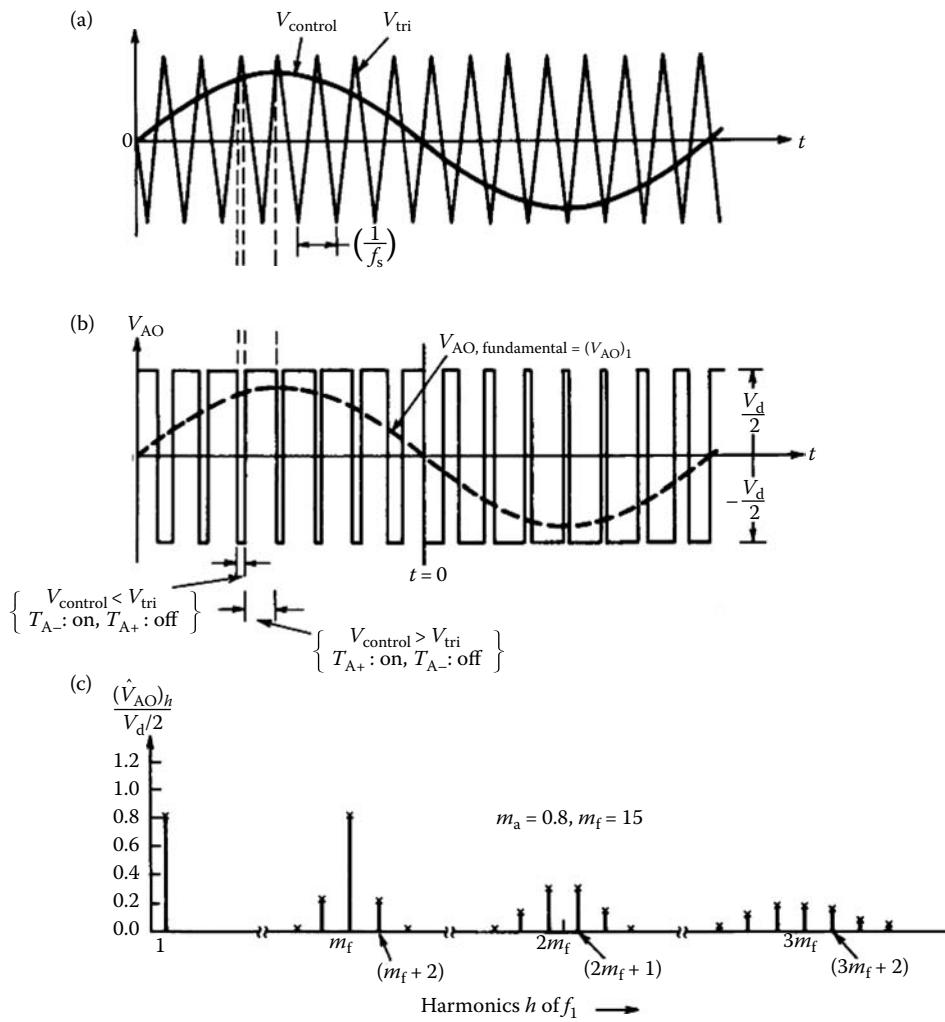 (a)
V_control
V_tri
0
t
(1/f_s)
(b)
V_AO
V_AO, fundamental = (V_AO)_1
V_d/2
t
−V_d/2
t = 0
{ V_control < V_tri
T_A− : on, T_A+ : off }
{ V_control > V_tri
T_A+ : on, T_A− : off }
(c)
(V̂_AO)_h
V_d/2
1.2
1.0
0.8
m_a = 0.8, m_f = 15
0.6
0.4
0.2
0.0
1
m_f
2m_f
3m_f
(m_f + 2)
(2m_f + 1)
(3m_f + 2)
Harmonics h of f_1